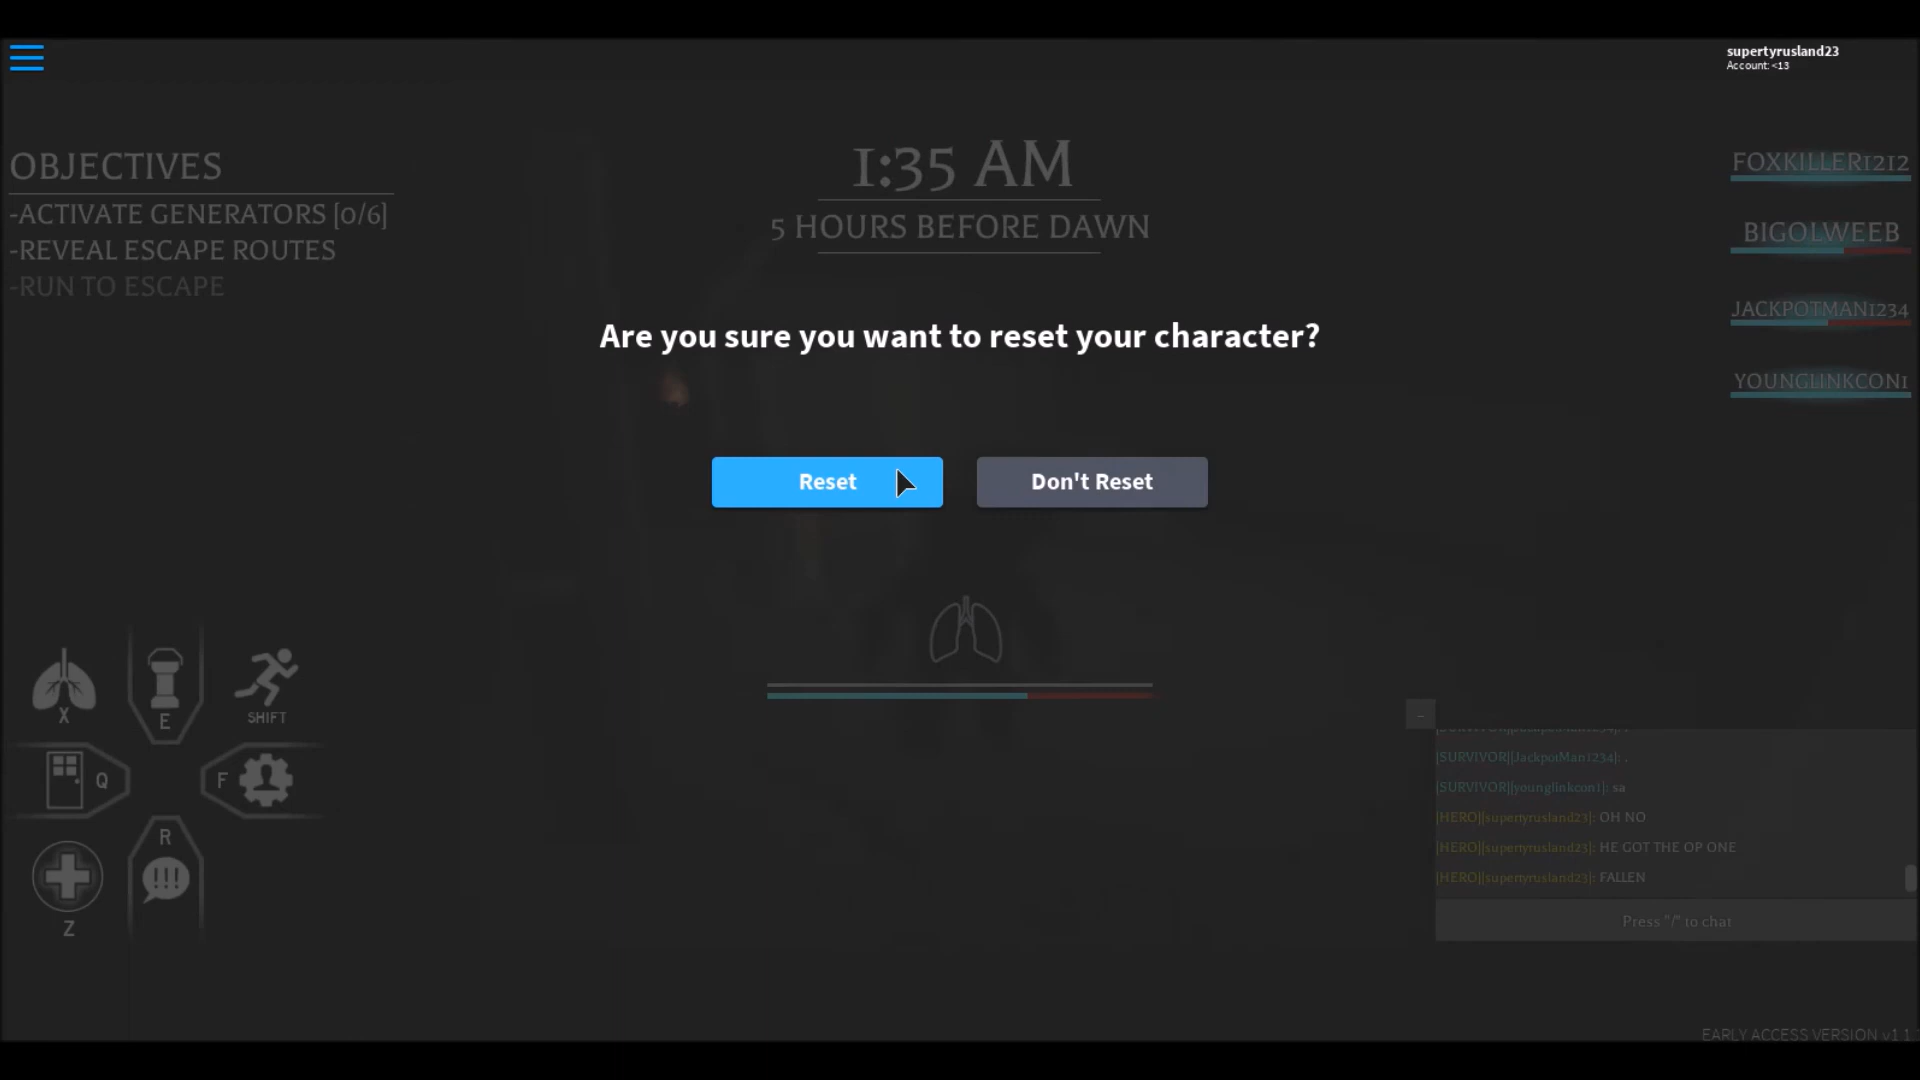 supertyrusland23
Account: <13
OBJECTIVES
-ACTIVATE GENERATORS [0/6]
-REVEAL ESCAPE ROUTES
-RUN TO ESCAPE
1:35 AM
5 HOURS BEFORE DAWN
FOXKILLER1212
BIGOLWEEB
JACKPOTMAN1234
YOUNGLINKCON1
Are you sure you want to reset your character?
Reset
Don't Reset
X
E
SHIFT
Q
F
R
Z
-
[SURVIVOR][JackpotMan1234]: .
[SURVIVOR][younglinkcon1]: sa
[HERO][supertyrusland23]: OH NO
[HERO][supertyrusland23]: HE GOT THE OP ONE
[HERO][supertyrusland23]: FALLEN
Press "/" to chat
EARLY ACCESS VERSION v1.1